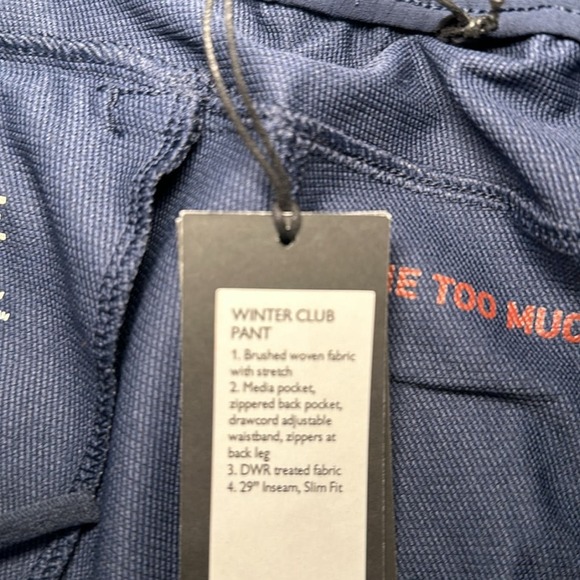 TOO
WINTER CLUB
PANT
1. Brushed woven fabric
with stretch
2. Media pocket,
zippered back pocket,
drawcord adjustable
waistband, zippers at
back leg
3. DWR treated fabric
4. 29" Inseam, Slim Fit